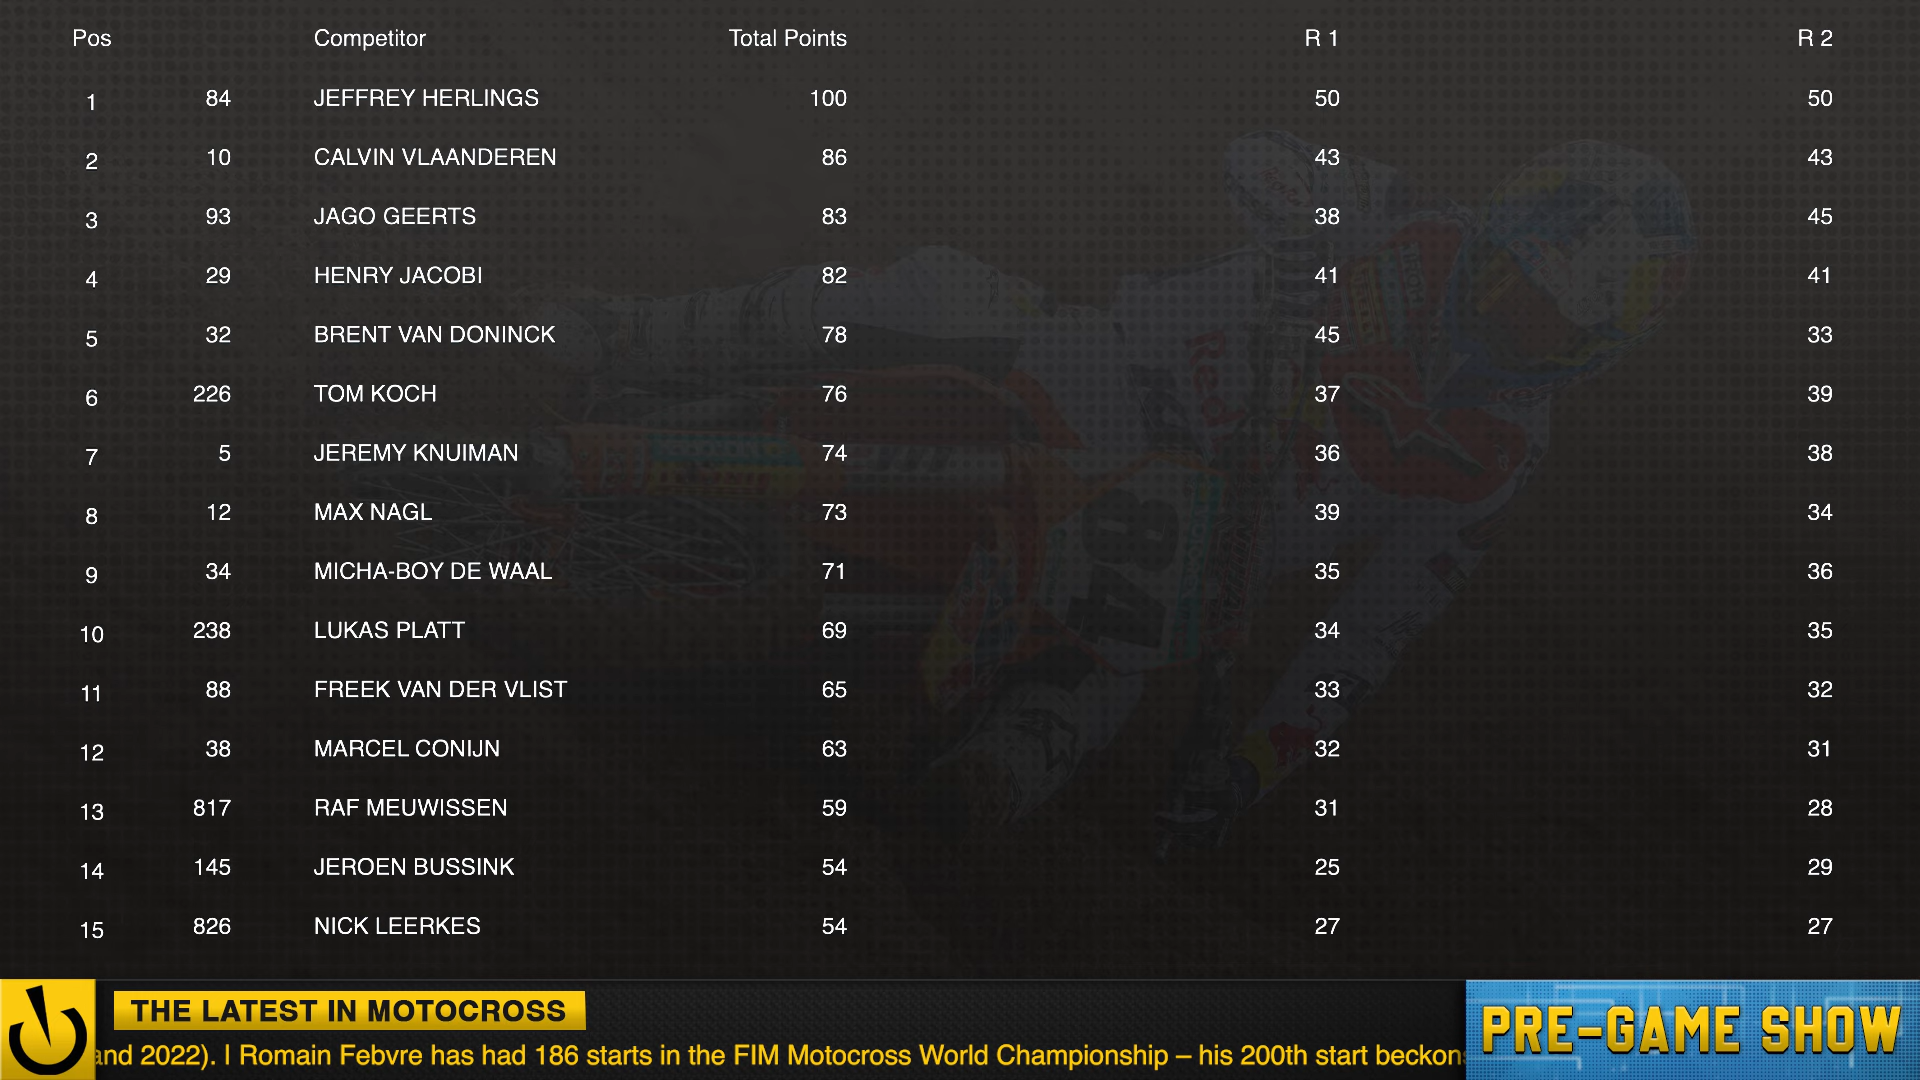 Pos Competitor Total Points R 1 R 2
1 84 JEFFREY HERLINGS 100 50 50
2 10 CALVIN VLAANDEREN 86 43 43
3 93 JAGO GEERTS 83 38 45
4 29 HENRY JACOBI 82 41 41
5 32 BRENT VAN DONINCK 78 45 33
6 226 TOM KOCH 76 37 39
7 5 JEREMY KNUIMAN 74 36 38
8 12 MAX NAGL 73 39 34
9 34 MICHA-BOY DE WAAL 71 35 36
10 238 LUKAS PLATT 69 34 35
11 88 FREEK VAN DER VLIST 65 33 32
12 38 MARCEL CONIJN 63 32 31
13 817 RAF MEUWISSEN 59 31 28
14 145 JEROEN BUSSINK 54 25 29
15 826 NICK LEERKES 54 27 27
THE LATEST IN MOTOCROSS
and 2022). I Romain Febvre has had 186 starts in the FIM Motocross World Championship – his 200th start beckons
PRE-GAME SHOW